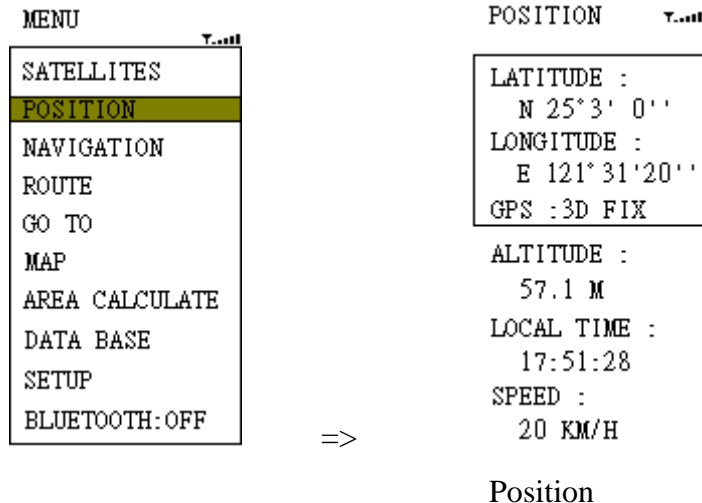 MENU
SATELLITES
POSITION
NAVIGATION
ROUTE
GO TO
MAP
AREA CALCULATE
DATA BASE
SETUP
BLUETOOTH:OFF
=>
POSITION
LATITUDE :
N 25°3' 0''
LONGITUDE :
E 121°31'20''
GPS :3D FIX
ALTITUDE :
57.1 M
LOCAL TIME :
17:51:28
SPEED :
20 KM/H
Position